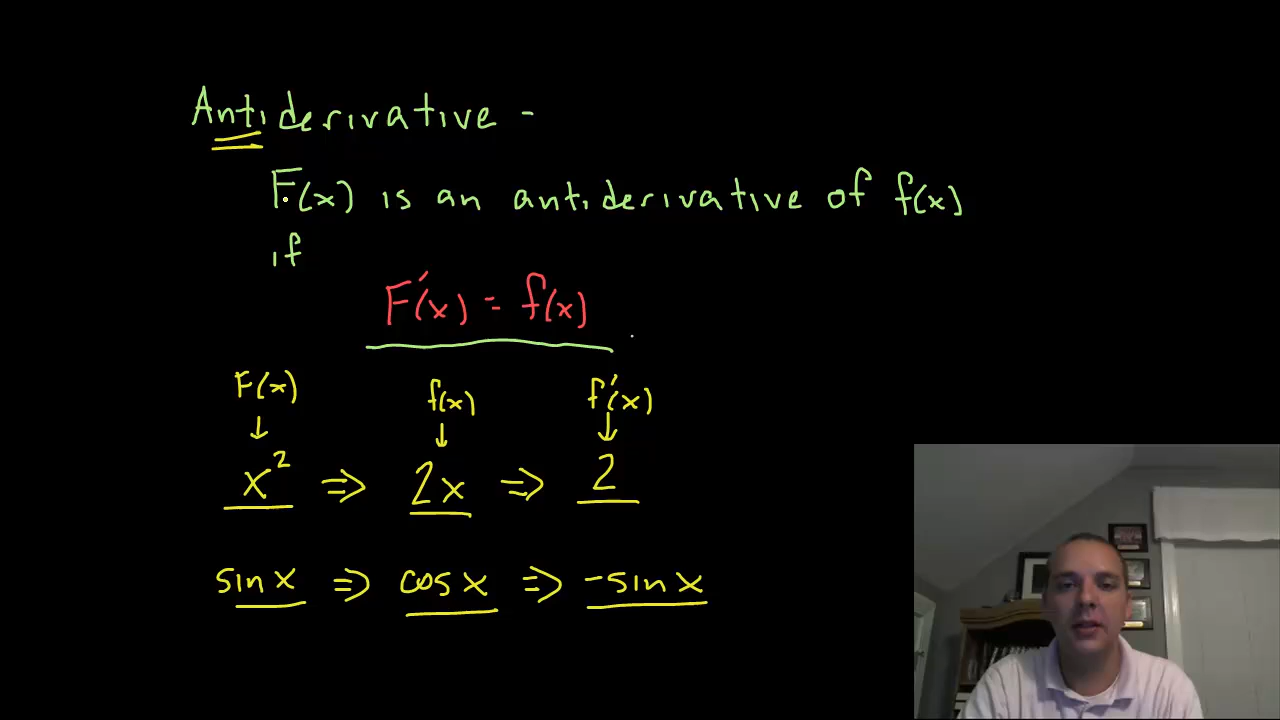 Antiderivative -
F(x) is an antiderivative of f(x)
if
F'(x) = f(x)
F(x) f(x) f'(x)
↓ ↓ ↓
x² ⇒ 2x ⇒ 2
sin x ⇒ cos x ⇒ -sin x